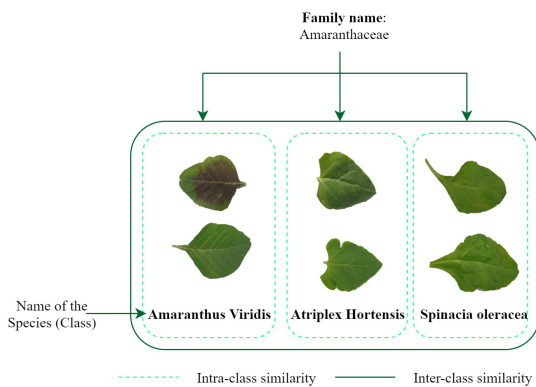 Family name:
Amaranthaceae
Name of the
Species (Class)
Amaranthus Viridis
Atriplex Hortensis
Spinacia oleracea
Intra-class similarity
Inter-class similarity